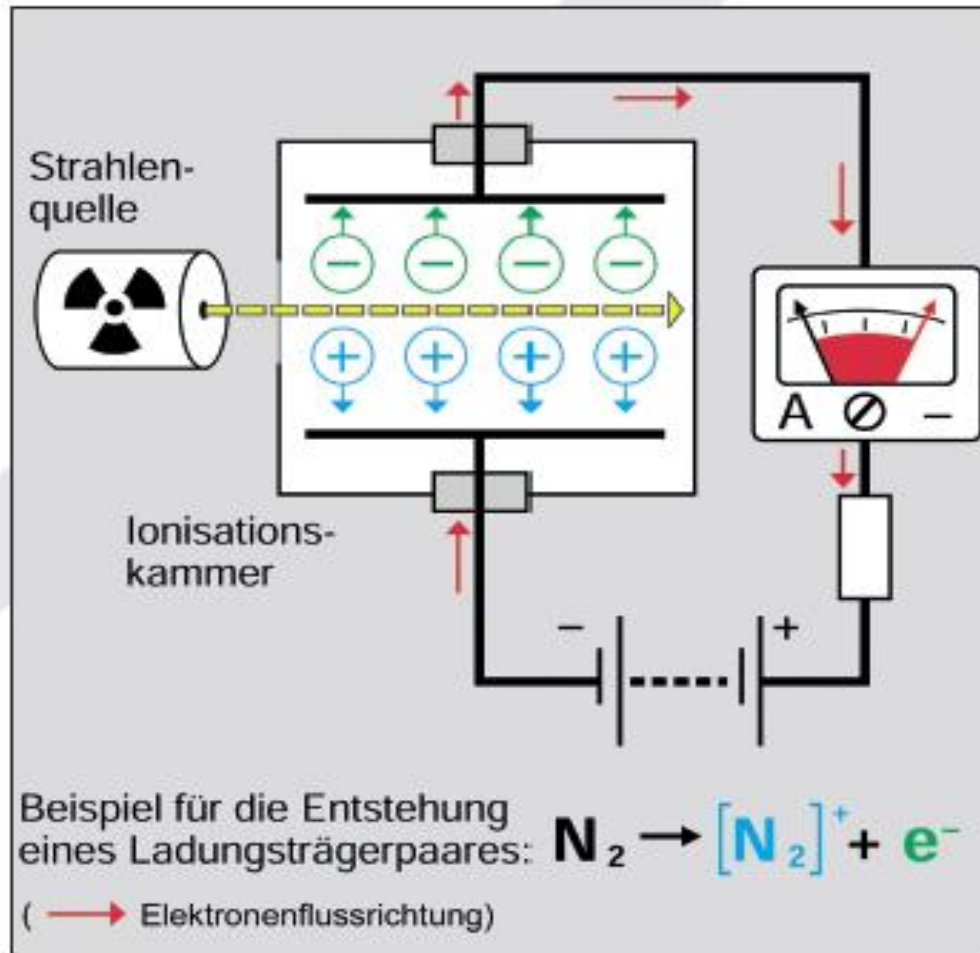 Strahlen-
quelle
A
–
Ionisations-
kammer
–
+
Beispiel für die Entstehung
eines Ladungsträgerpaares: N₂ → [N₂]⁺ + e⁻
( → Elektronenflussrichtung)